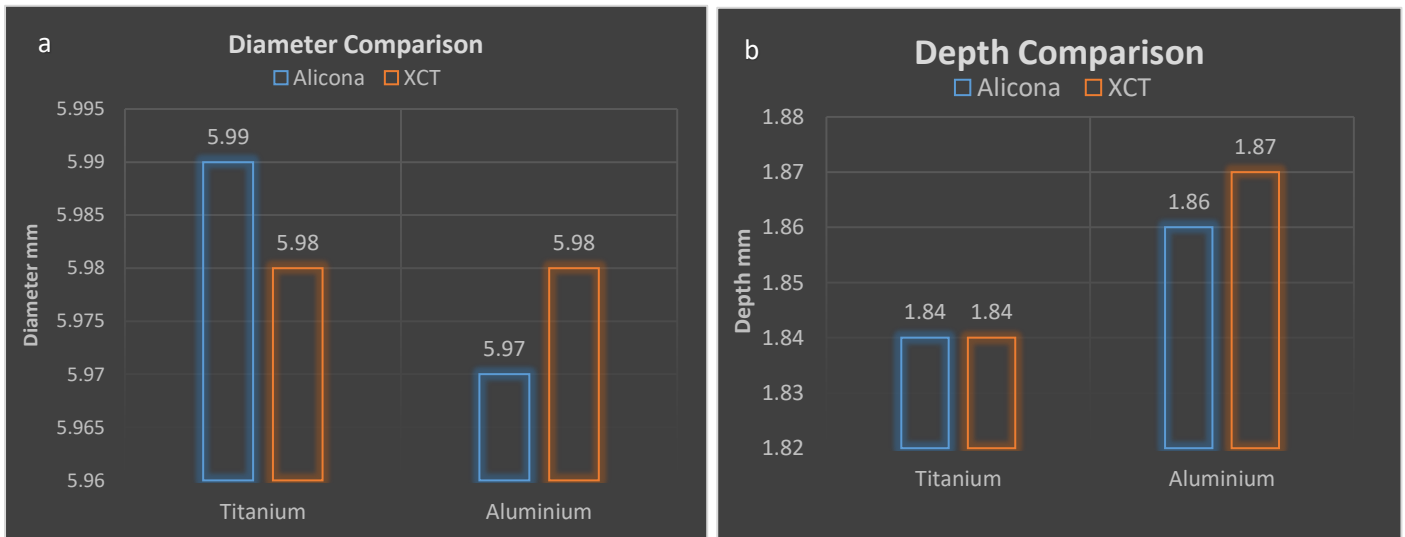 a
Diameter Comparison
Alicona XCT
5.995
5.99
5.985
5.98
5.975
5.97
5.965
5.96
Diameter mm
5.99
5.98
5.97
5.98
Titanium Aluminium
b
Depth Comparison
Alicona XCT
1.88
1.87
1.86
1.85
1.84
1.83
1.82
Depth mm
1.84 1.84
1.86
1.87
Titanium Aluminium